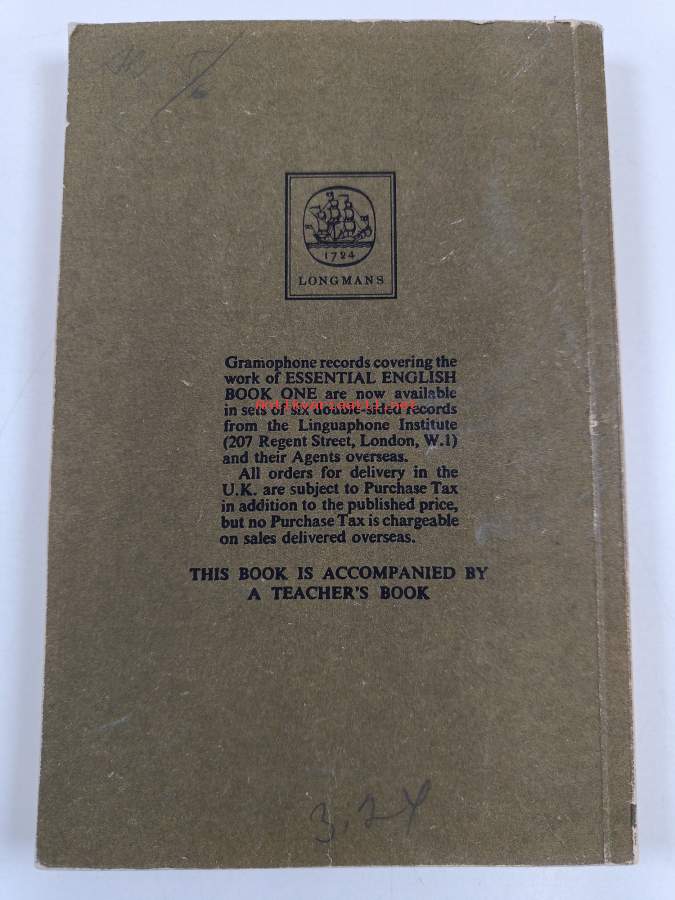 1724
LONGMANS
Gramophone records covering the
work of ESSENTIAL ENGLISH
BOOK ONE are now available
in sets of six double-sided records
from the Linguaphone Institute
(207 Regent Street, London, W.1)
and their Agents overseas.
All orders for delivery in the
U.K. are subject to Purchase Tax
in addition to the published price,
but no Purchase Tax is chargeable
on sales delivered overseas.
THIS BOOK IS ACCOMPANIED BY
A TEACHER'S BOOK
3.24